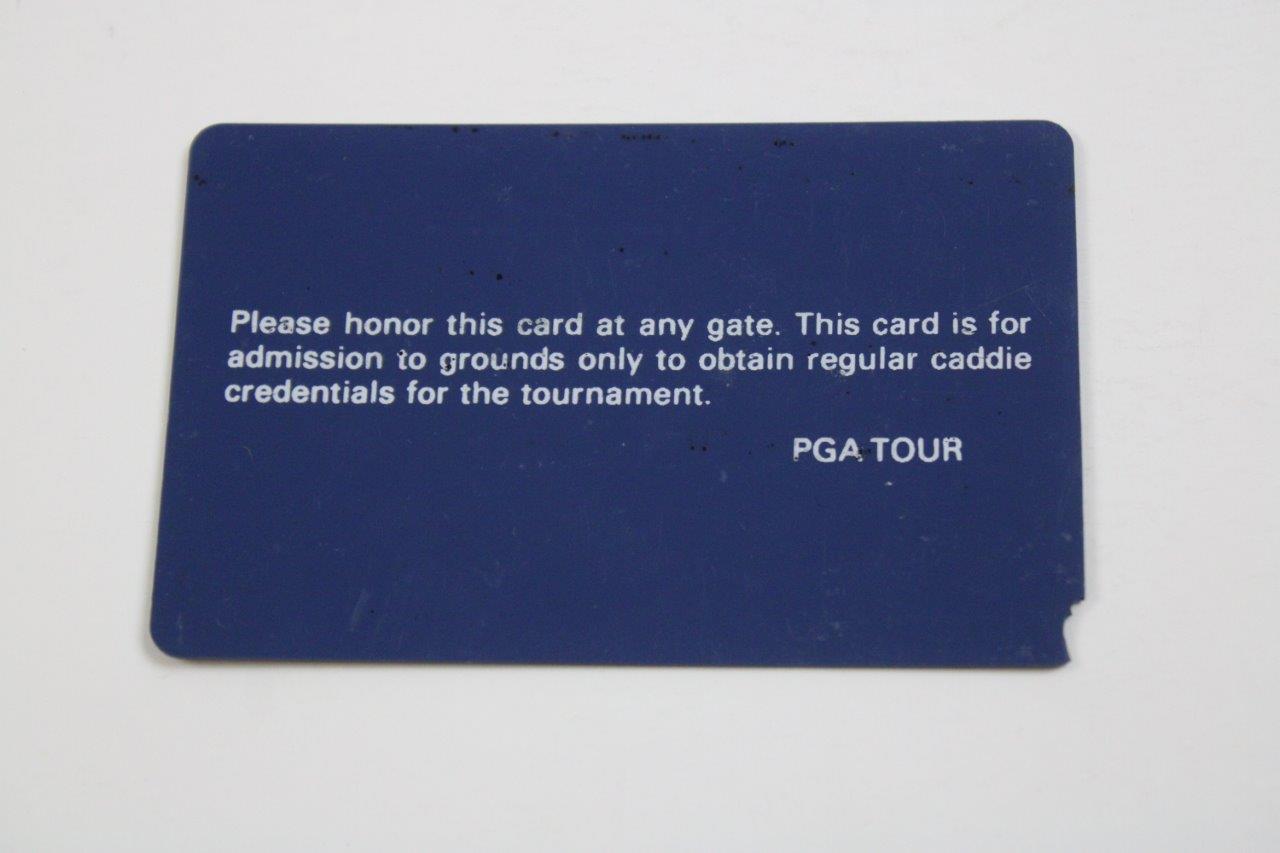 Please honor this card at any gate. This card is for
admission to grounds only to obtain regular caddie
credentials for the tournament.
PGA TOUR